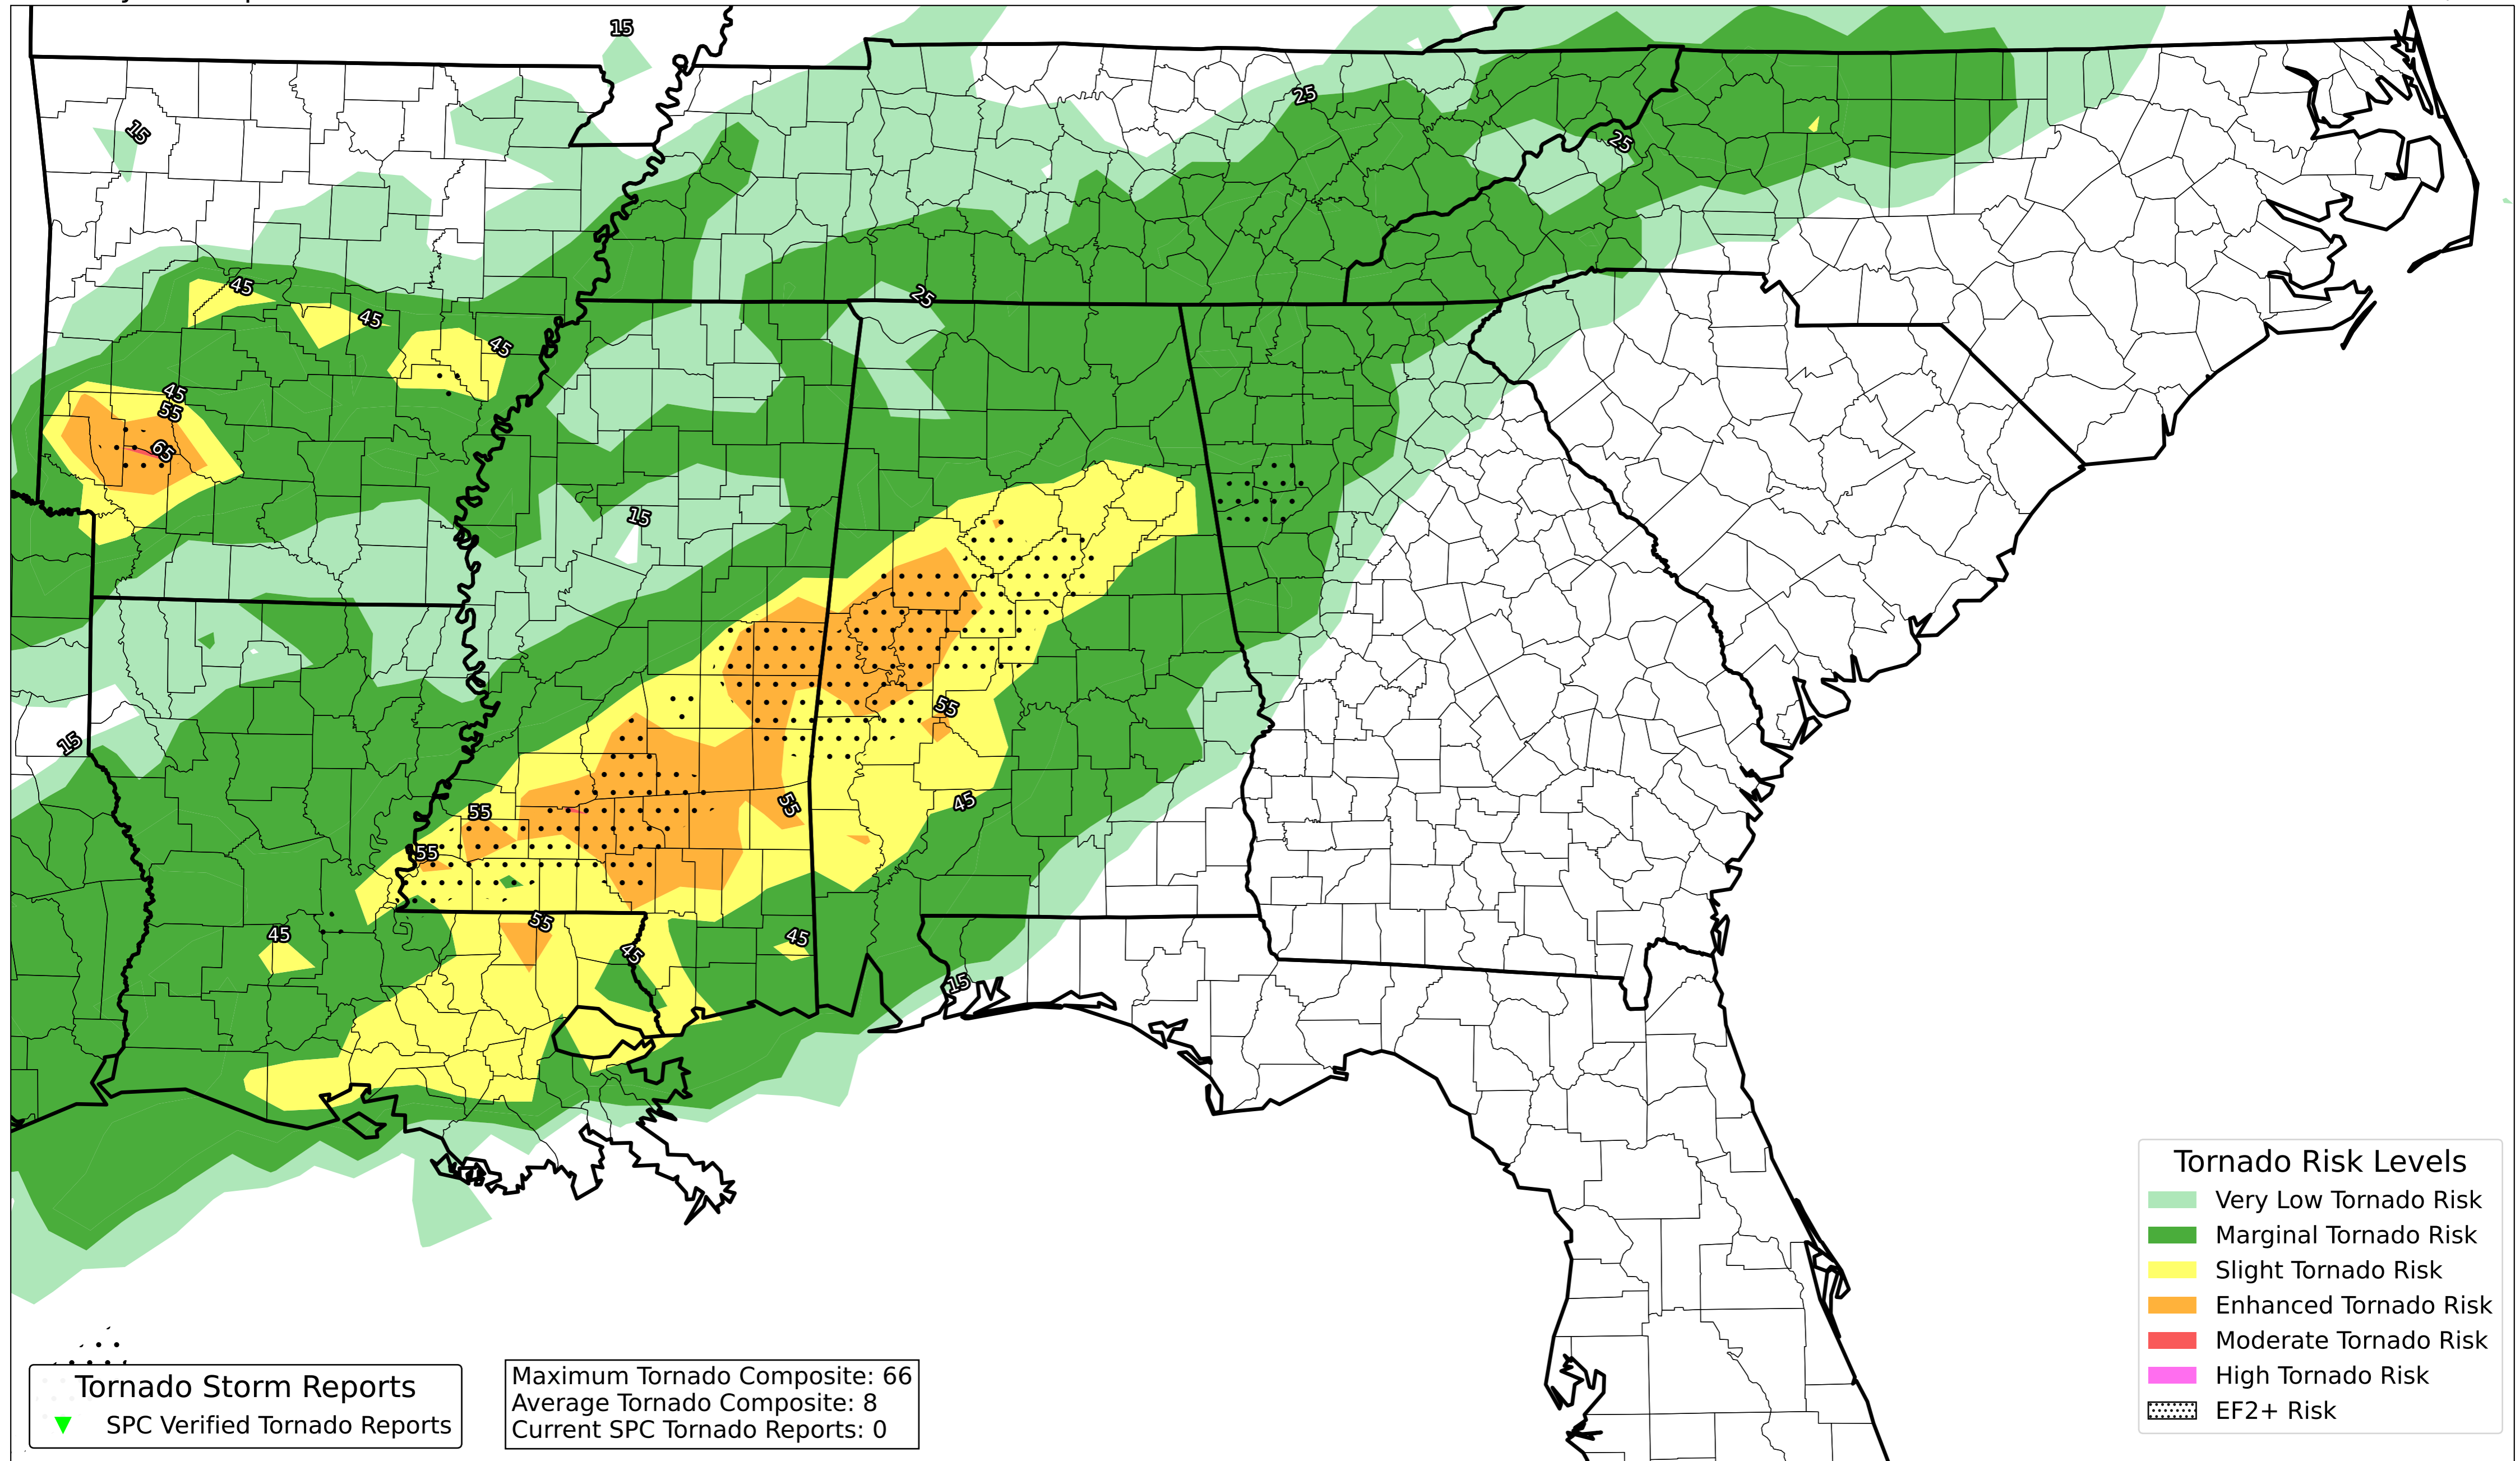 15
15
25
25
45
25
45
45
45
55
65
15
55
15
55
45
55
55
45
55
45
45
15
Tornado Risk Levels
Very Low Tornado Risk
Marginal Tornado Risk
Slight Tornado Risk
Enhanced Tornado Risk
Moderate Tornado Risk
High Tornado Risk
EF2+ Risk
Tornado Storm Reports
SPC Verified Tornado Reports
Maximum Tornado Composite: 66
Average Tornado Composite: 8
Current SPC Tornado Reports: 0